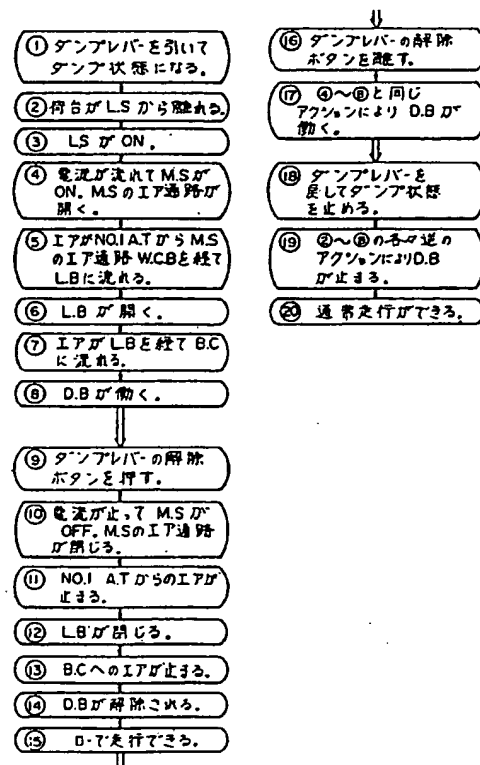 ① ダンプレバーを引いて
ダンプ状態になる。
② 荷台がL.Sから離れる。
③ L.SがON.
④ 電流が流れてM.Sが
ON. M.Sのエア通路が
開く。
⑤ エアがNO.1 A.TからM.S
のエア通路 W.C.Bを経て
L.Bに流れる。
⑥ L.Bが開く。
⑦ エアがL.Bを経てB.C
に流れる。
⑧ D.Bが働く。
⑨ ダンプレバーの解除
ボタンを押す。
⑩ 電流が止って M.Sが
OFF. M.Sのエア通路
が閉じる。
⑪ NO.1 A.Tからのエアが
止まる。
⑫ L.Bが閉じる。
⑬ B.Cへのエアが止まる。
⑭ D.Bが解除される。
⑮ で走行できる。
⑯ ダンプレバーの解除
ボタンを離す。
⑰ ④〜⑧と同じ
アクションにより D.Bが
働く。
⑱ ダンプレバーを
戻してダンプ状態
を止める。
⑲ ②〜⑧の各々逆の
アクションによりD.B
が止まる。
⑳ 通常走行ができる。